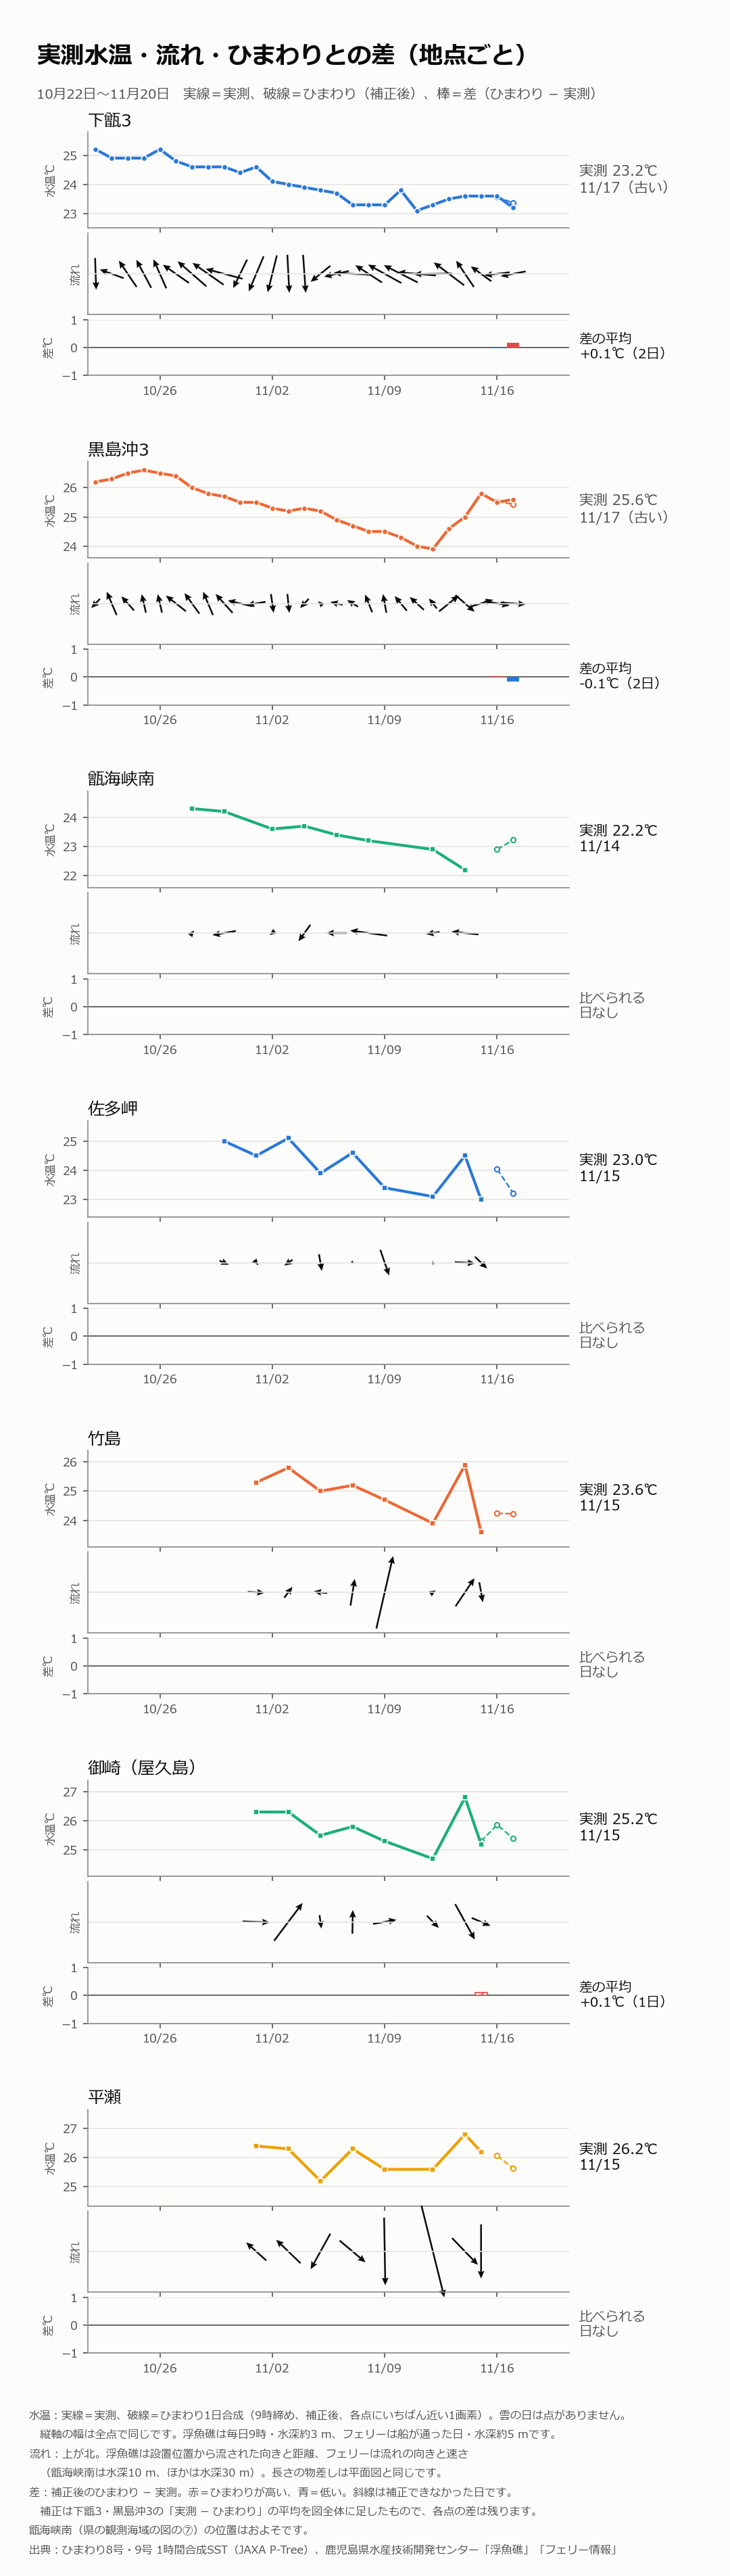 実測水温・流れ・ひまわりとの差（地点ごと）
10月22日～11月20日　実線＝実測、破線＝ひまわり（補正後）、棒＝差（ひまわり − 実測）
下甑3
水温℃
25
24
23
実測 23.2℃
11/17（古い）
流れ
差℃
1
0
−1
差の平均
+0.1℃（2日）
10/26
11/02
11/09
11/16
黒島沖3
水温℃
26
25
24
実測 25.6℃
11/17（古い）
流れ
差℃
1
0
−1
差の平均
-0.1℃（2日）
10/26
11/02
11/09
11/16
甑海峡南
水温℃
24
23
22
実測 22.2℃
11/14
流れ
差℃
1
0
−1
比べられる
日なし
10/26
11/02
11/09
11/16
佐多岬
水温℃
25
24
23
実測 23.0℃
11/15
流れ
差℃
1
0
−1
比べられる
日なし
10/26
11/02
11/09
11/16
竹島
水温℃
26
25
24
実測 23.6℃
11/15
流れ
差℃
1
0
−1
比べられる
日なし
10/26
11/02
11/09
11/16
御崎（屋久島）
水温℃
27
26
25
実測 25.2℃
11/15
流れ
差℃
1
0
−1
差の平均
+0.1℃（1日）
10/26
11/02
11/09
11/16
平瀬
水温℃
27
26
25
実測 26.2℃
11/15
流れ
差℃
1
0
−1
比べられる
日なし
10/26
11/02
11/09
11/16
水温：実線＝実測、破線＝ひまわり1日合成（9時締め、補正後、各点にいちばん近い1画素）。雲の日は点がありません。
縦軸の幅は全点で同じです。浮魚礁は毎日9時・水深約3 m、フェリーは船が通った日・水深約5 mです。
流れ：上が北。浮魚礁は設置位置から流された向きと距離、フェリーは流れの向きと速さ
（甑海峡南は水深10 m、ほかは水深30 m）。長さの物差しは平面図と同じです。
差：補正後のひまわり − 実測。赤＝ひまわりが高い、青＝低い。斜線は補正できなかった日です。
補正は下甑3・黒島沖3の「実測 − ひまわり」の平均を図全体に足したもので、各点の差は残ります。
甑海峡南（県の観測海域の図の⑦）の位置はおよそです。
出典：ひまわり8号・9号 1時間合成SST（JAXA P-Tree）、鹿児島県水産技術開発センター「浮魚礁」「フェリー情報」